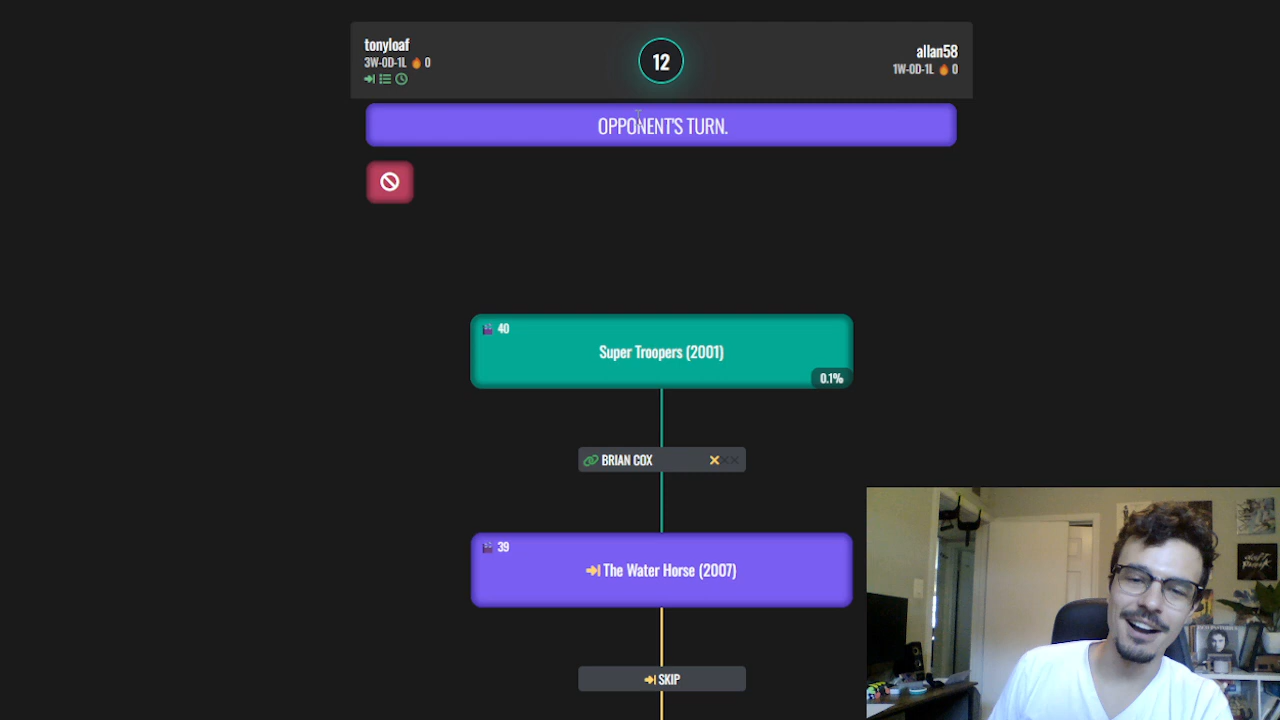 tonyloaf
3W-0D-1L 0
12
allan58
1W-0D-1L 0
OPPONENT'S TURN.
40
Super Troopers (2001)
0.1%
BRIAN COX
39
The Water Horse (2007)
SKIP